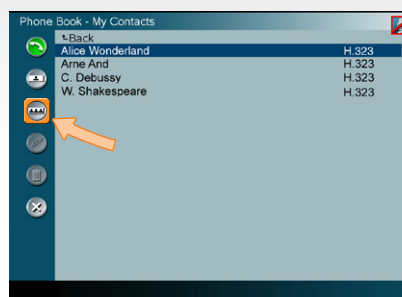 Phone Book - My Contacts
Back
Alice Wonderland H.323
Arne And H.323
C. Debussy H.323
W. Shakespeare H.323